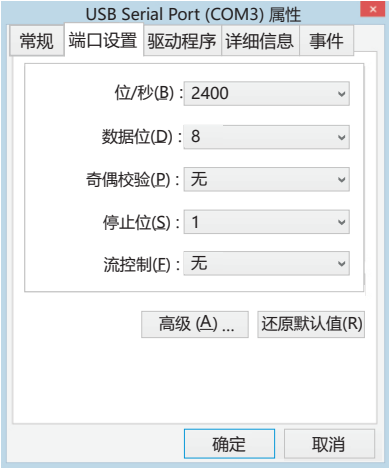 USB Serial Port (COM3) 属性
×
常规 端口设置 驱动程序 详细信息 事件
位/秒(B) : 2400
数据位(D) : 8
奇偶校验(P) : 无
停止位(S) : 1
流控制(F) : 无
高级 (A) ... 还原默认值(R)
确定 取消